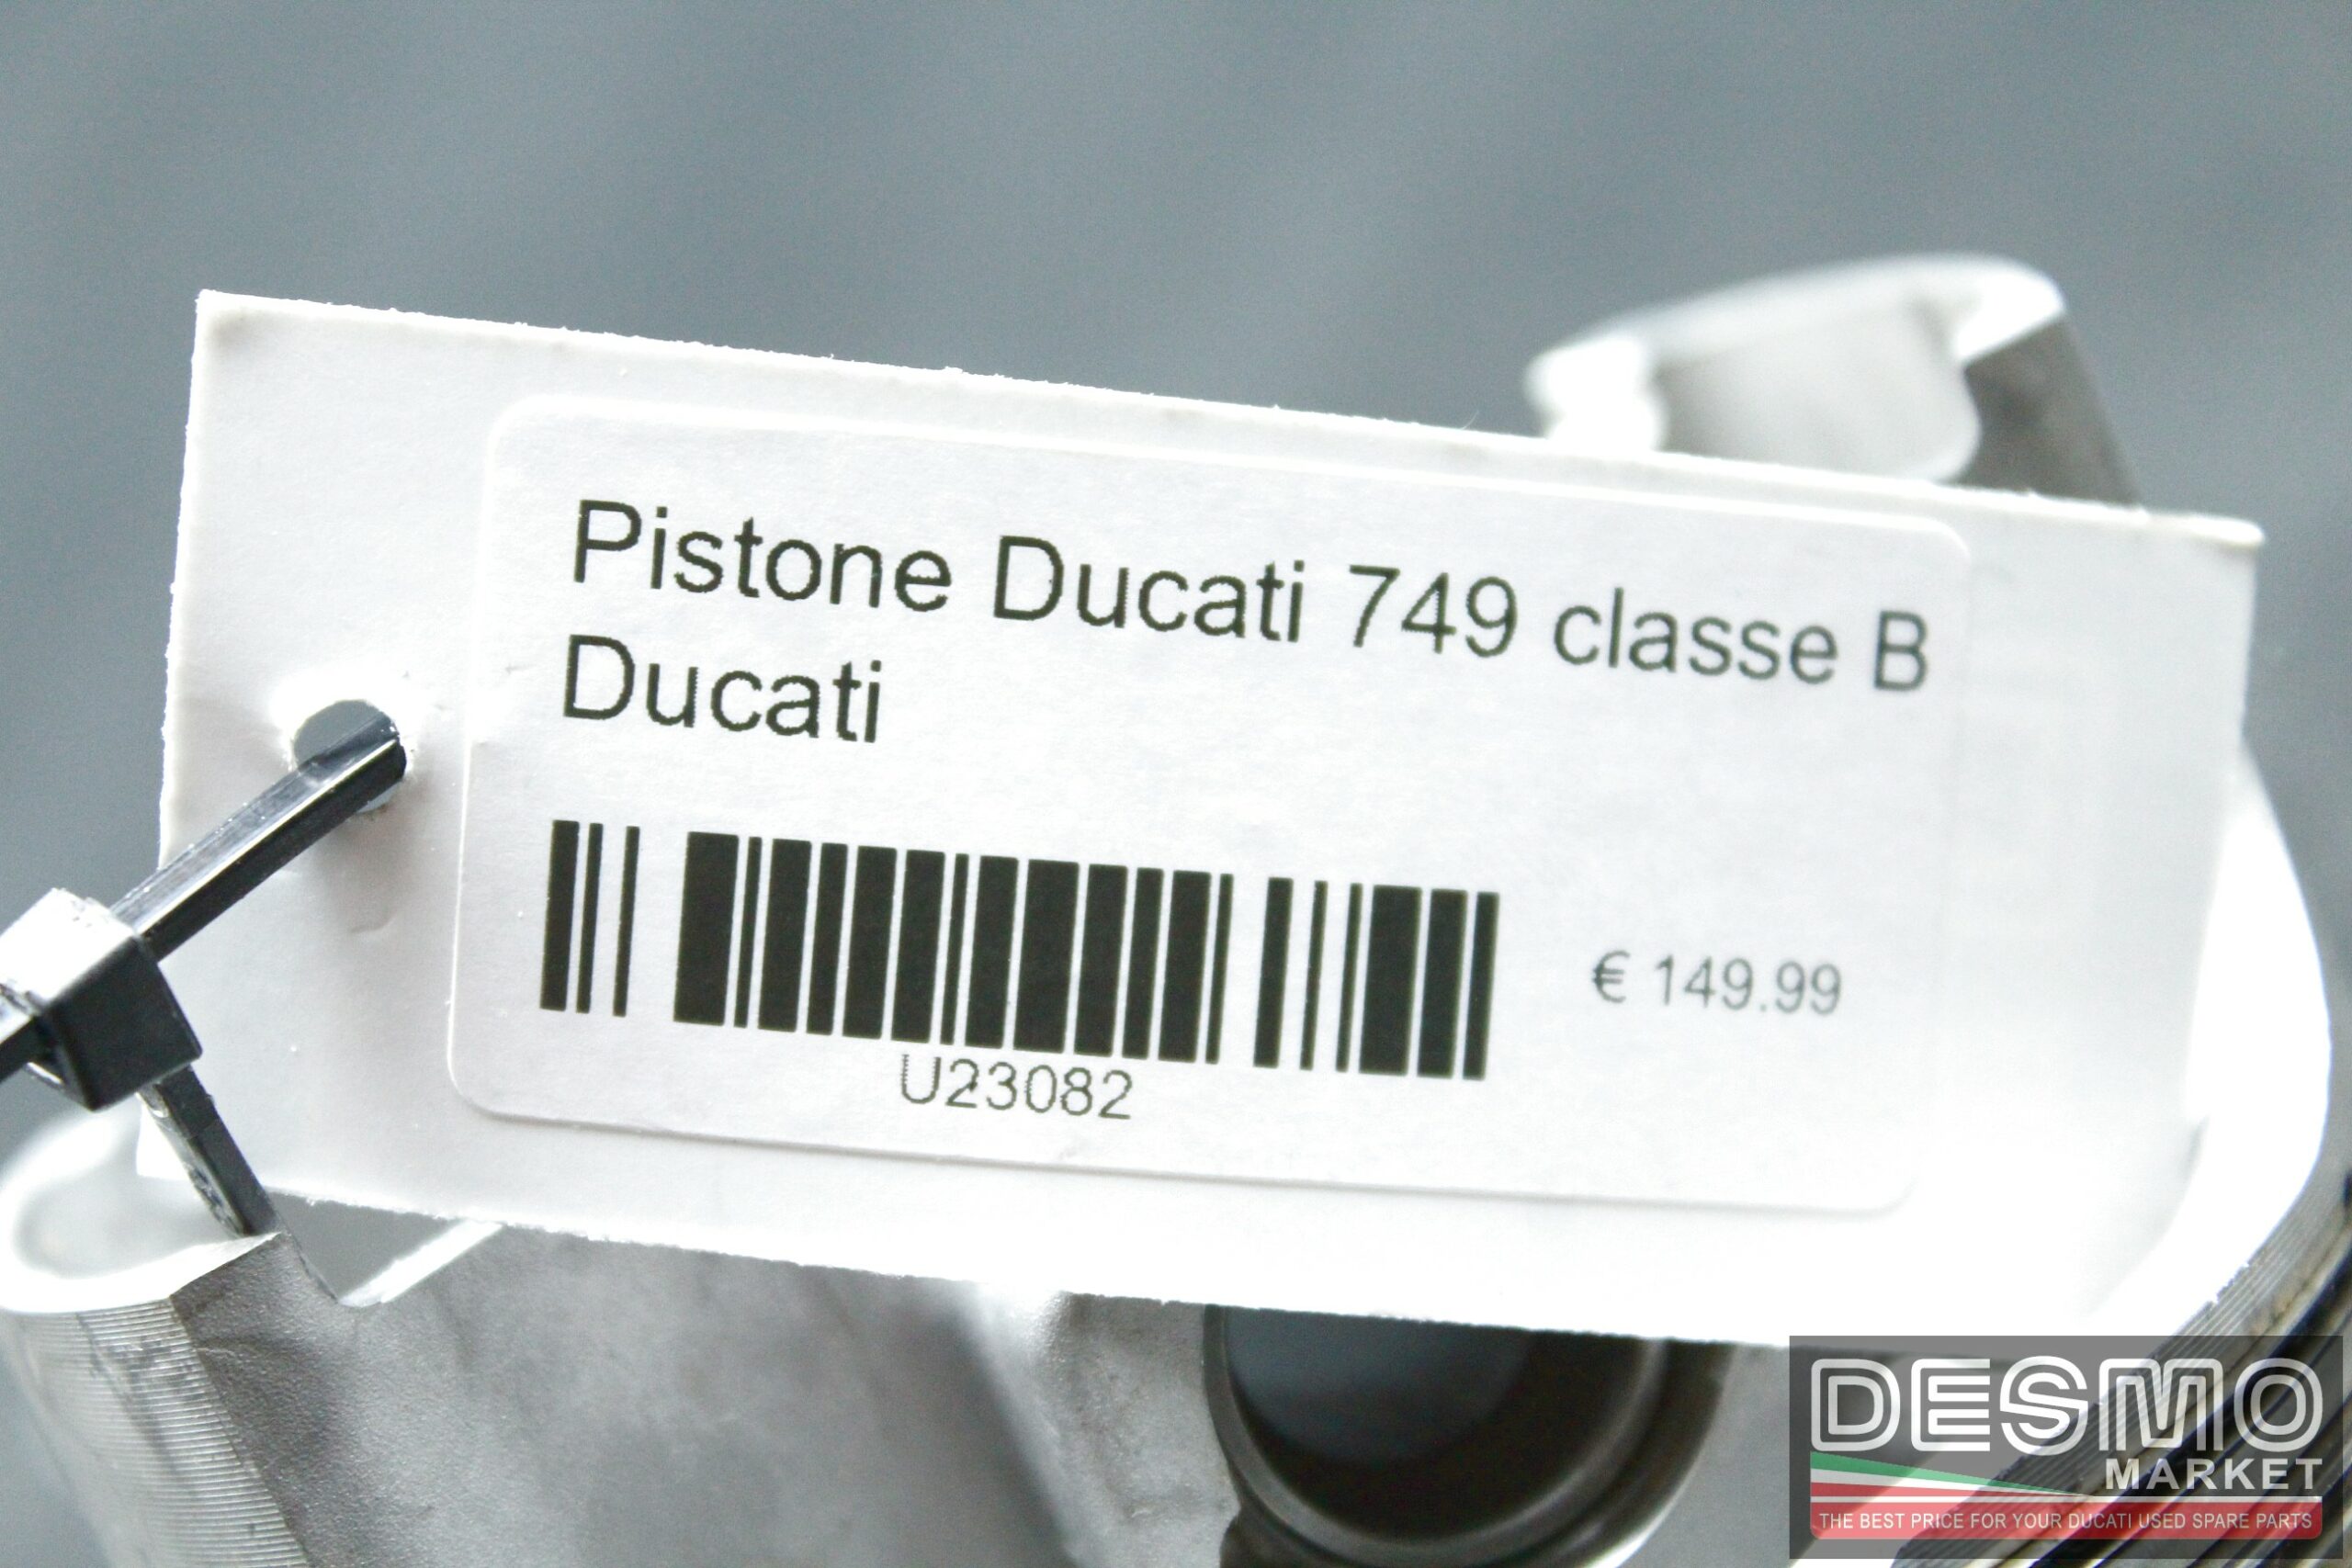 Pistone Ducati 749 classe B
Ducati
€ 149.99
U23082
DESMO
MARKET
THE BEST PRICE FOR YOUR DUCATI USED SPARE PARTS